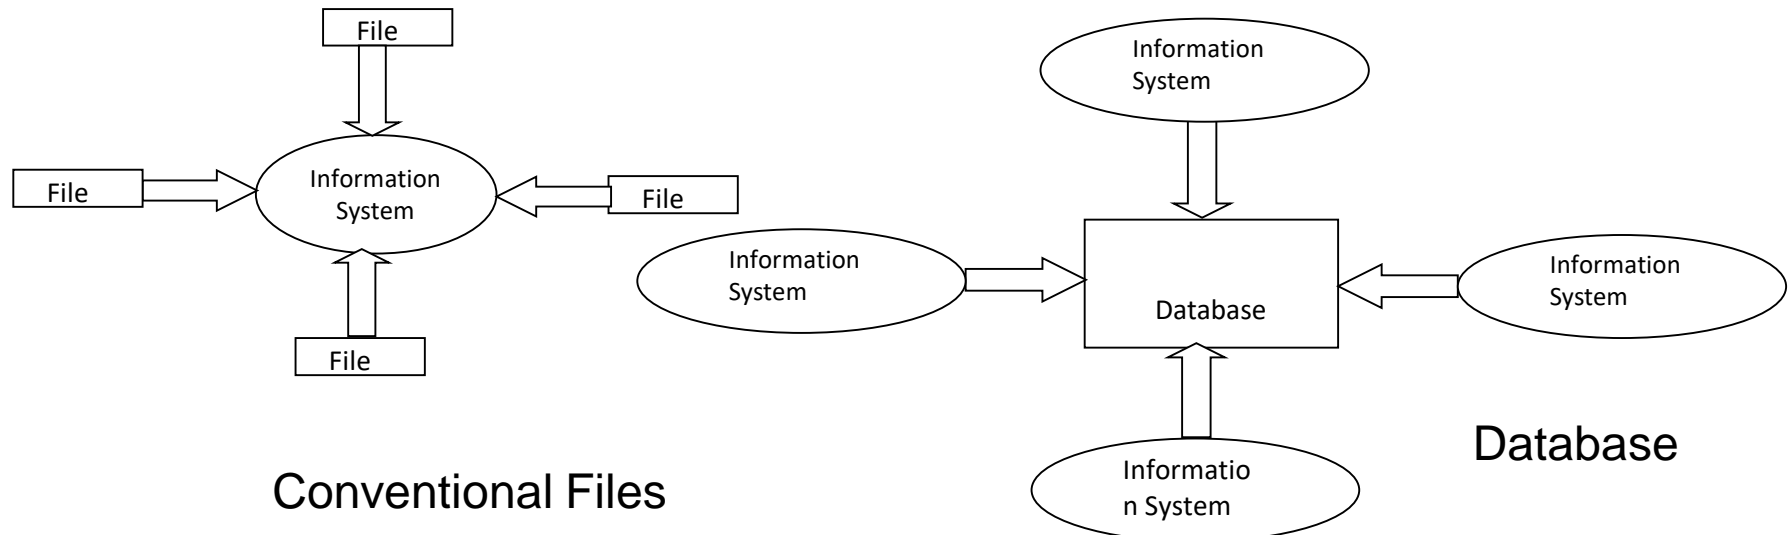 File
File
Information
System
File
File
Conventional Files
Information
System
Information
System
Database
Information
System
Informatio
n System
Database